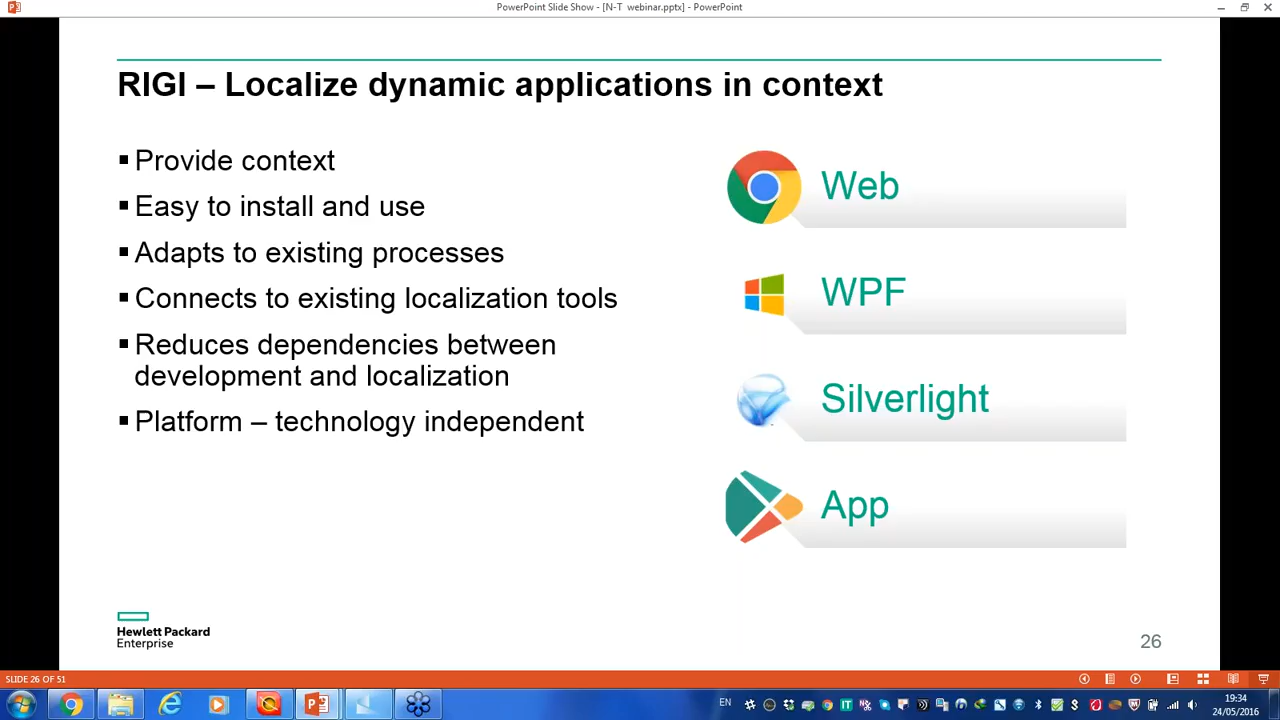 PowerPoint Slide Show - [N-T webinar.pptx] - PowerPoint
RIGI – Localize dynamic applications in context
▪ Provide context
▪ Easy to install and use
▪ Adapts to existing processes
▪ Connects to existing localization tools
▪ Reduces dependencies between
development and localization
▪ Platform – technology independent
Web
WPF
Silverlight
App
Hewlett Packard
Enterprise
26
SLIDE 26 OF 51
EN
19:34
24/05/2016